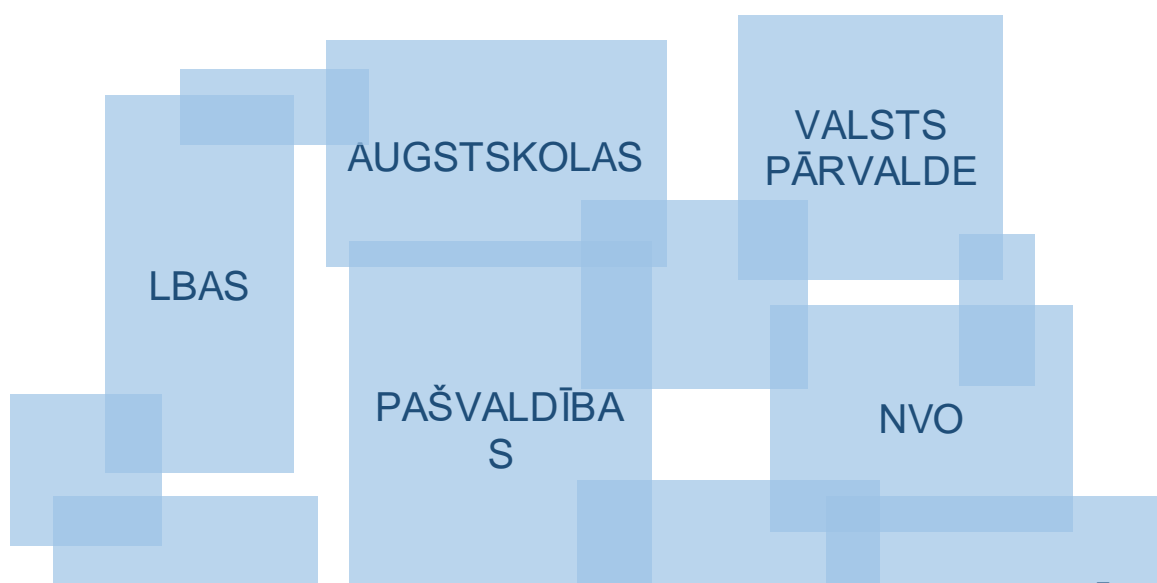 AUGSTSKOLAS
VALSTS
PĀRVALDE
LBAS
PAŠVALDĪBA
S
NVO